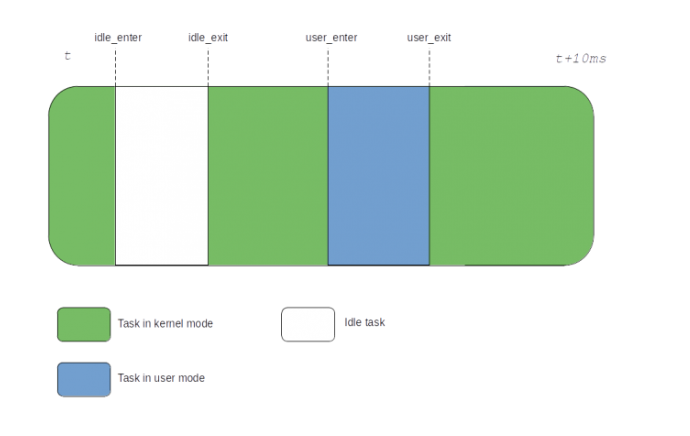 idle_enter idle_exit user_enter user_exit
t t+10ms
Task in kernel mode Idle task
Task in user mode